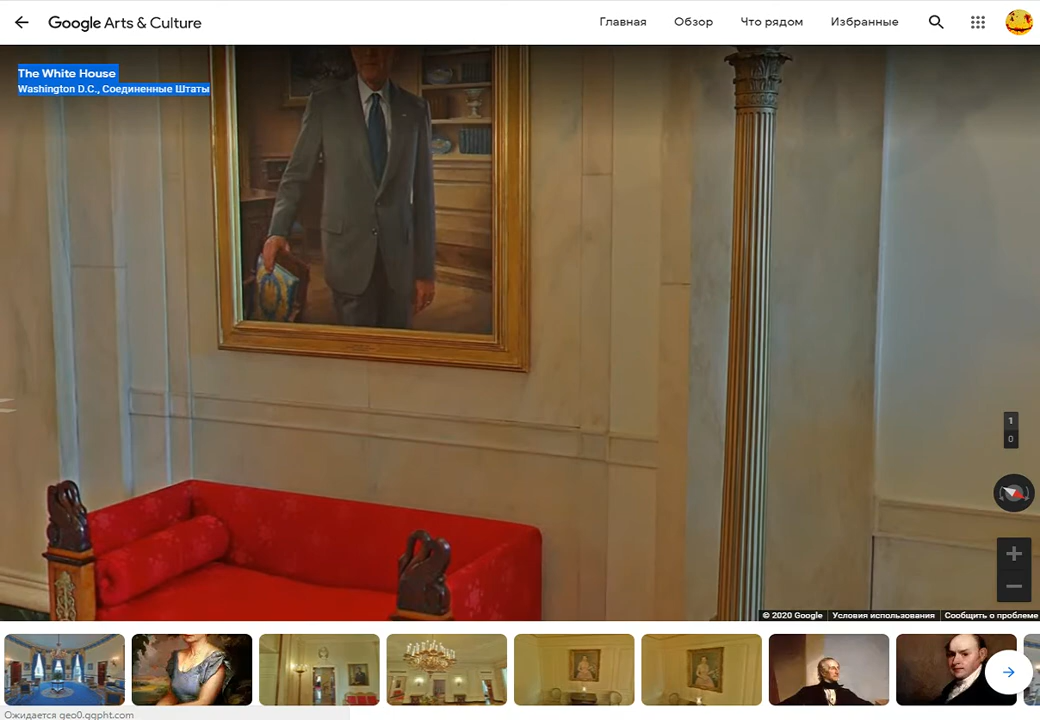 Google Arts & Culture
Главная Обзор Что рядом Избранные
The White House
Washington D.C., Соединенные Штаты
1
0
© 2020 Google Условия использования Сообщить о проблеме
Ожидается geo0.ggpht.com